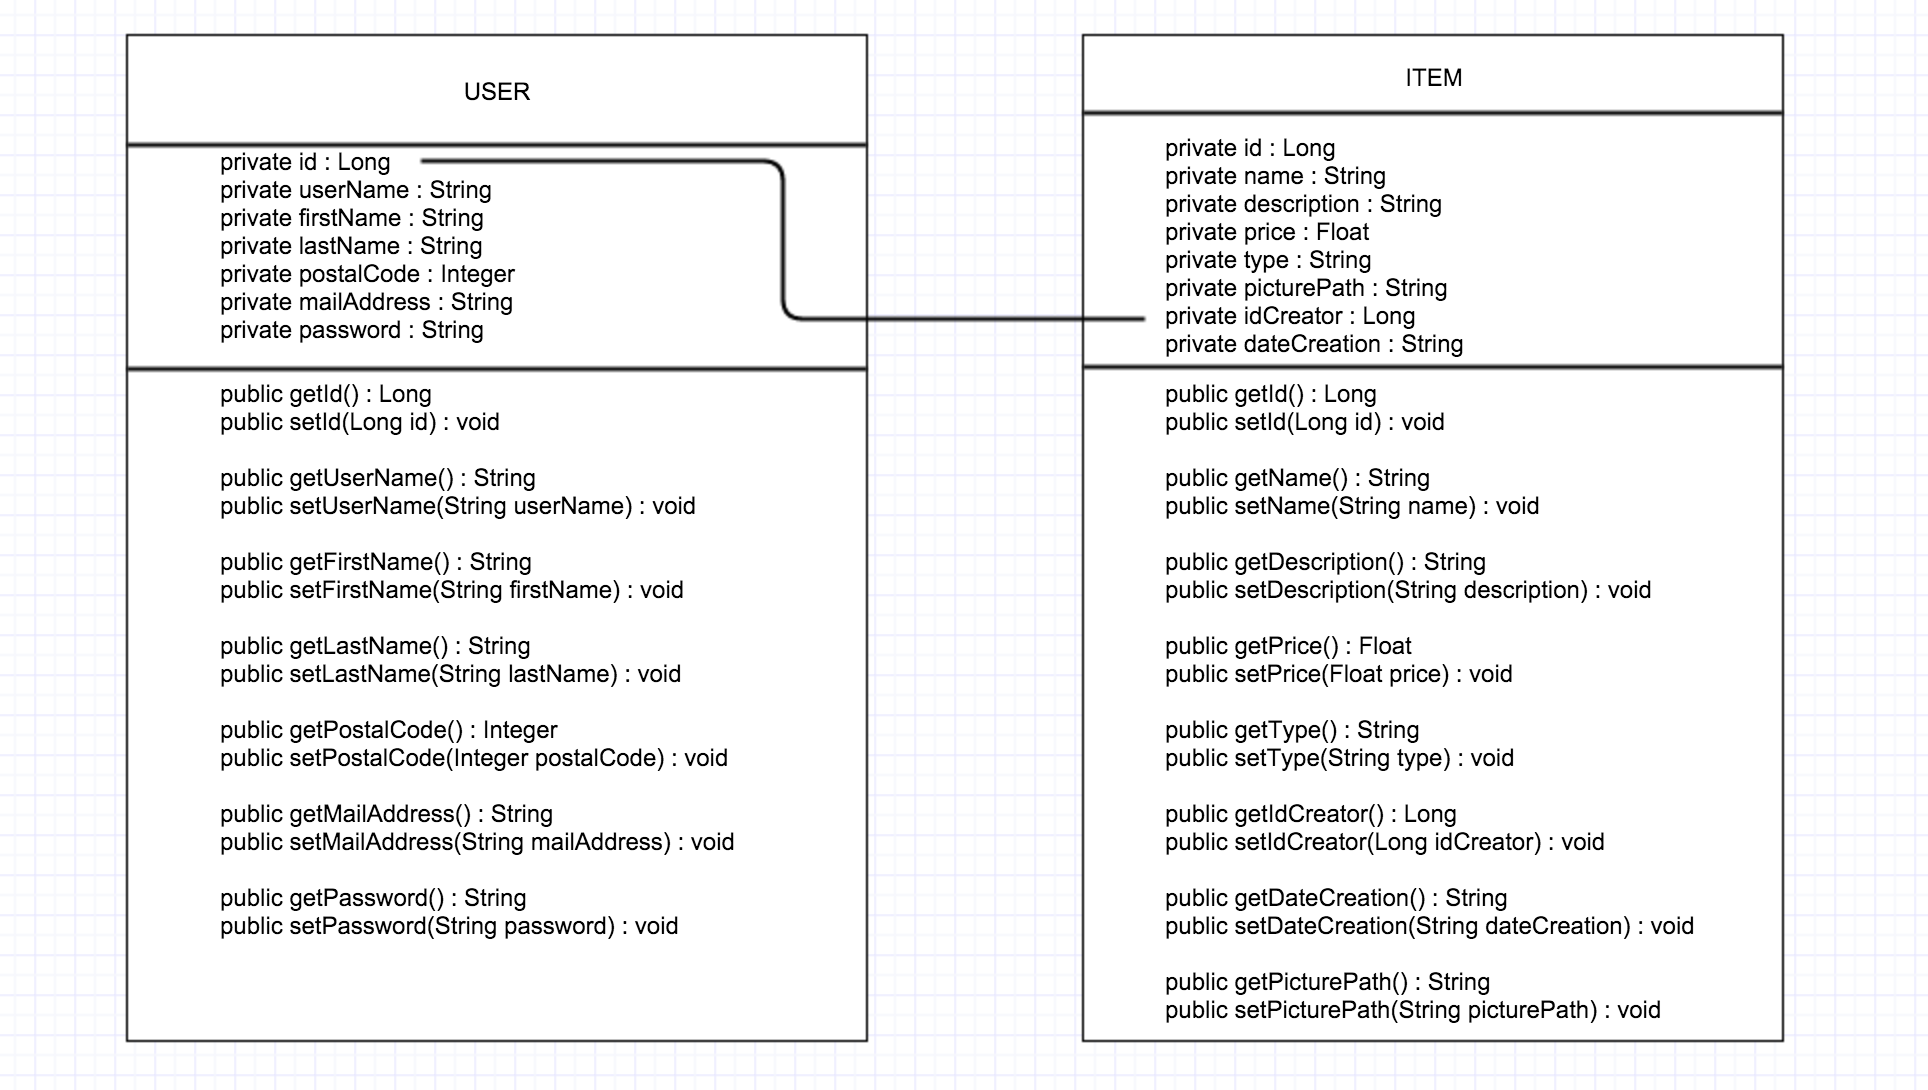 USER
private id : Long
private userName : String
private firstName : String
private lastName : String
private postalCode : Integer
private mailAddress : String
private password : String
public getId() : Long
public setId(Long id) : void
public getUserName() : String
public setUserName(String userName) : void
public getFirstName() : String
public setFirstName(String firstName) : void
public getLastName() : String
public setLastName(String lastName) : void
public getPostalCode() : Integer
public setPostalCode(Integer postalCode) : void
public getMailAddress() : String
public setMailAddress(String mailAddress) : void
public getPassword() : String
public setPassword(String password) : void
ITEM
private id : Long
private name : String
private description : String
private price : Float
private type : String
private picturePath : String
private idCreator : Long
private dateCreation : String
public getId() : Long
public setId(Long id) : void
public getName() : String
public setName(String name) : void
public getDescription() : String
public setDescription(String description) : void
public getPrice() : Float
public setPrice(Float price) : void
public getType() : String
public setType(String type) : void
public getIdCreator() : Long
public setIdCreator(Long idCreator) : void
public getDateCreation() : String
public setDateCreation(String dateCreation) : void
public getPicturePath() : String
public setPicturePath(String picturePath) : void